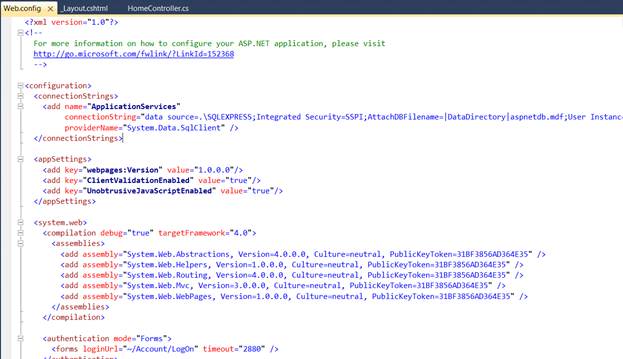 Web.config × _Layout.cshtml HomeController.cs
<?xml version="1.0"?>
<!--
For more information on how to configure your ASP.NET application, please visit
http://go.microsoft.com/fwlink/?LinkId=152368
-->
<configuration>
<connectionStrings>
<add name="ApplicationServices"
connectionString="data source=.\SQLEXPRESS;Integrated Security=SSPI;AttachDBFilename=|DataDirectory|aspnetdb.mdf;User Instanc
providerName="System.Data.SqlClient" />
</connectionStrings>
<appSettings>
<add key="webpages:Version" value="1.0.0.0"/>
<add key="ClientValidationEnabled" value="true"/>
<add key="UnobtrusiveJavaScriptEnabled" value="true"/>
</appSettings>
<system.web>
<compilation debug="true" targetFramework="4.0">
<assemblies>
<add assembly="System.Web.Abstractions, Version=4.0.0.0, Culture=neutral, PublicKeyToken=31BF3856AD364E35" />
<add assembly="System.Web.Helpers, Version=1.0.0.0, Culture=neutral, PublicKeyToken=31BF3856AD364E35" />
<add assembly="System.Web.Routing, Version=4.0.0.0, Culture=neutral, PublicKeyToken=31BF3856AD364E35" />
<add assembly="System.Web.Mvc, Version=3.0.0.0, Culture=neutral, PublicKeyToken=31BF3856AD364E35" />
<add assembly="System.Web.WebPages, Version=1.0.0.0, Culture=neutral, PublicKeyToken=31BF3856AD364E35" />
</assemblies>
</compilation>
<authentication mode="Forms">
<forms loginUrl="~/Account/LogOn" timeout="2880" />